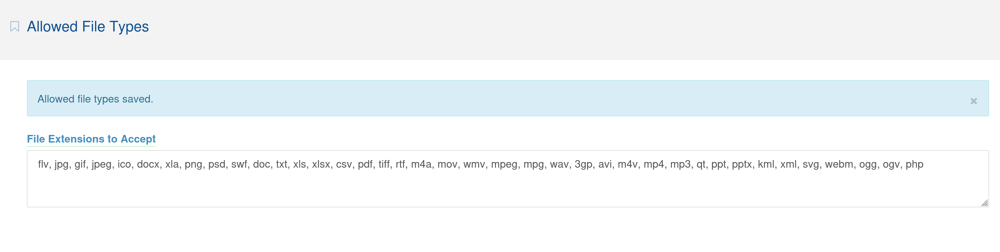 Allowed File Types
Allowed file types saved.
File Extensions to Accept
flv, jpg, gif, jpeg, ico, docx, xla, png, psd, swf, doc, txt, xls, xlsx, csv, pdf, tiff, rtf, m4a, mov, wmv, mpeg, mpg, wav, 3gp, avi, m4v, mp4, mp3, qt, ppt, pptx, kml, xml, svg, webm, ogg, ogv, php